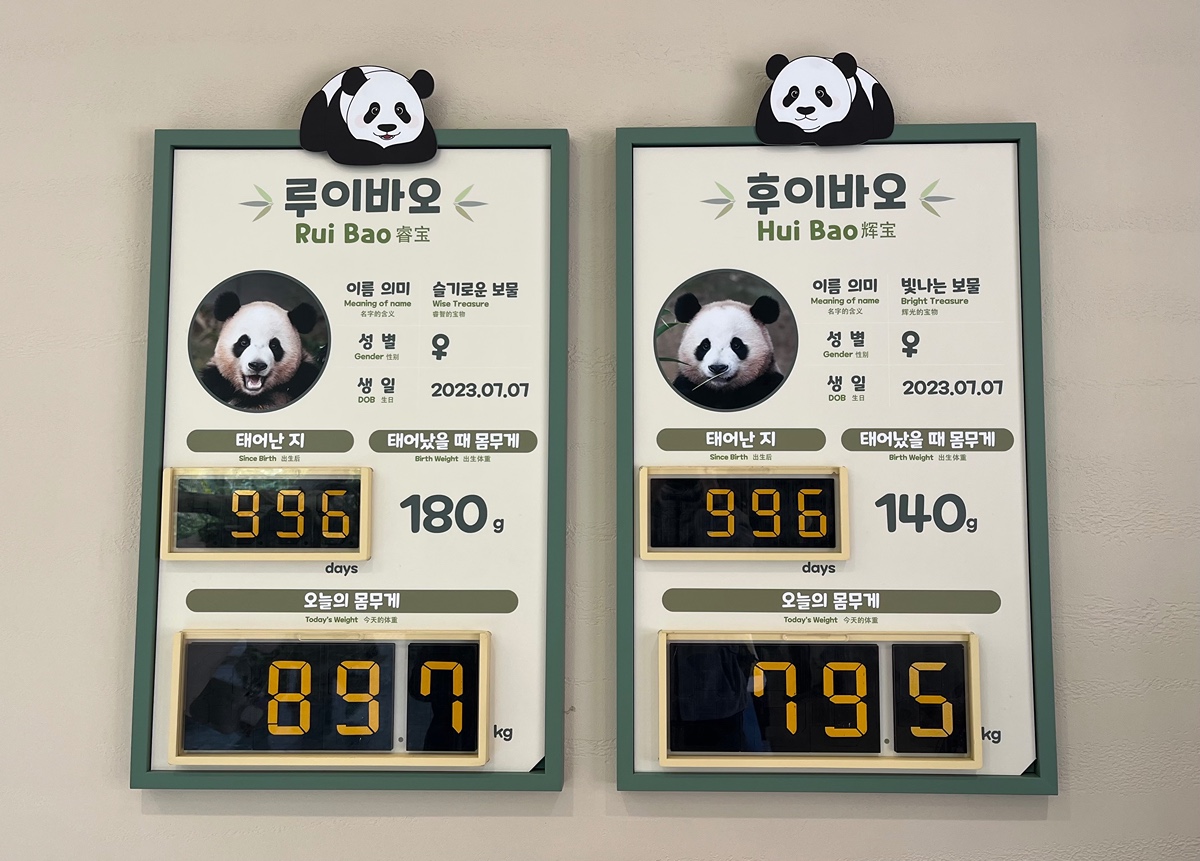 루이바오
Rui Bao 睿宝
이름 의미 슬기로운 보물
Meaning of name Wise Treasure
名字的含义 睿智的宝物
성 별 ♀
Gender 性别
생 일 2023.07.07
DOB 生日
태어난 지 태어났을 때 몸무게
Since Birth 出生后 Birth Weight 出生体重
996 180 g
days
오늘의 몸무게
Today's Weight 今天的体重
89.7 kg
후이바오
Hui Bao 辉宝
이름 의미 빛나는 보물
Meaning of name Bright Treasure
名字的含义 辉光的宝物
성 별 ♀
Gender 性别
생 일 2023.07.07
DOB 生日
태어난 지 태어났을 때 몸무게
Since Birth 出生后 Birth Weight 出生体重
996 140g
days
오늘의 몸무게
Today's Weight 今天的体重
79.5 kg